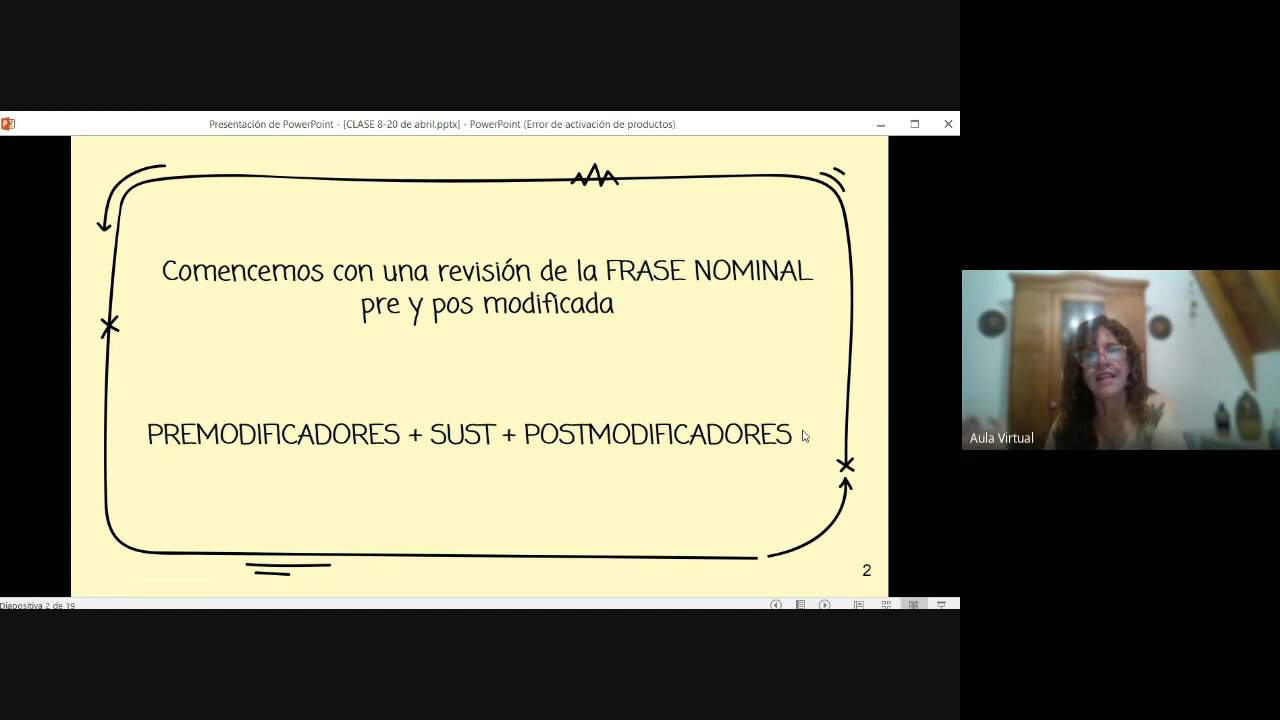 Presentación de PowerPoint - [CLASE 8-20 de abril.pptx] - PowerPoint (Error de activación de productos)
Comencemos con una revisión de la FRASE NOMINAL
pre y pos modificada
PREMODIFICADORES + SUST + POSTMODIFICADORES
2
Diapositiva 2 de 19
Aula Virtual